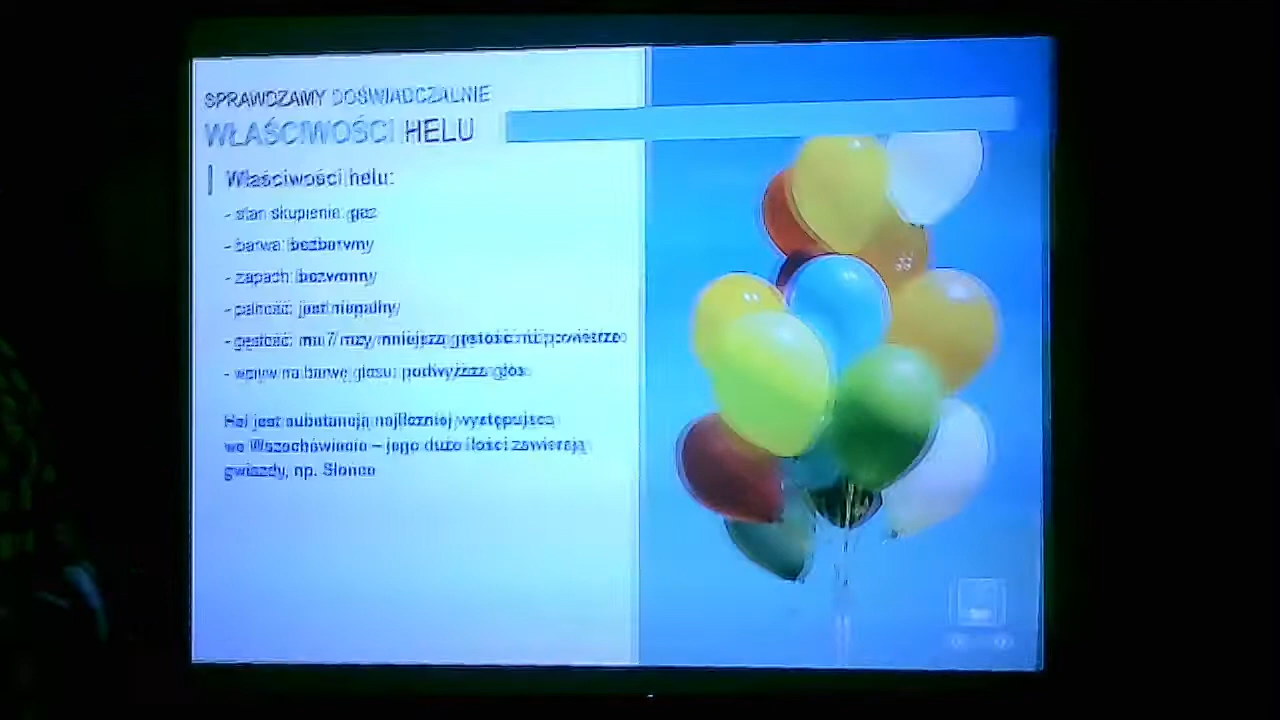 SPRAWDZAMY DOŚWIADCZALNIE
WŁAŚCIWOŚCI HELU
Właściwości helu:
- stan skupienia: gaz
- barwa: bezbarwny
- zapach: bezwonny
- palność: jest niepalny
- gęstość: ma 7 razy mniejszą gęstość niż powietrze
- wpływ na barwę głosu: podwyższa głos
Hel jest substancją najliczniej występującą
we Wszechświecie – jego duże ilości zawierają
gwiazdy, np. Słońce